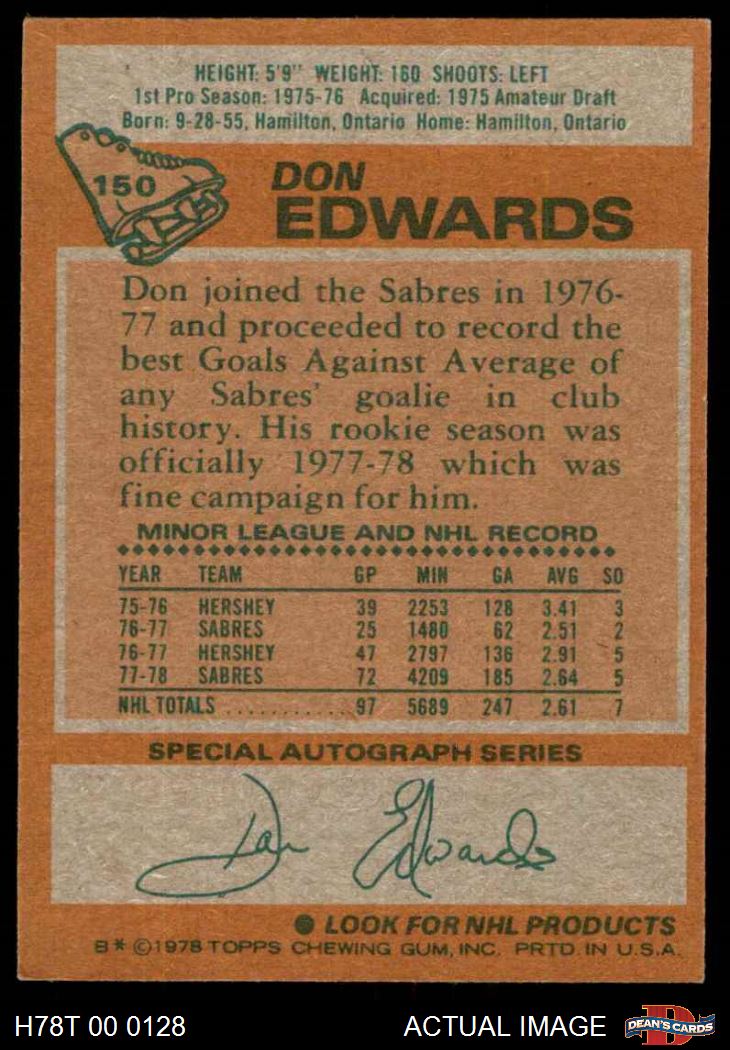 HEIGHT: 5'9" WEIGHT: 160 SHOOTS: LEFT
1st Pro Season: 1975-76 Acquired: 1975 Amateur Draft
Born: 9-28-55, Hamilton, Ontario Home: Hamilton, Ontario
150
DON
EDWARDS
Don joined the Sabres in 1976-
77 and proceeded to record the
best Goals Against Average of
any Sabres' goalie in club
history. His rookie season was
officially 1977-78 which was
fine campaign for him.
MINOR LEAGUE AND NHL RECORD
YEAR TEAM GP MIN GA AVG SO
75-76 HERSHEY 39 2253 128 3.41 3
76-77 SABRES 25 1480 62 2.51 2
76-77 HERSHEY 47 2797 136 2.91 5
77-78 SABRES 72 4209 185 2.64 5
NHL TOTALS ............ 97 5689 247 2.61 7
SPECIAL AUTOGRAPH SERIES
Don Edwards
● LOOK FOR NHL PRODUCTS
B* ©1978 TOPPS CHEWING GUM, INC. PRTD. IN U.S.A.
H78T 00 0128 ACTUAL IMAGE D DEAN'S CARDS